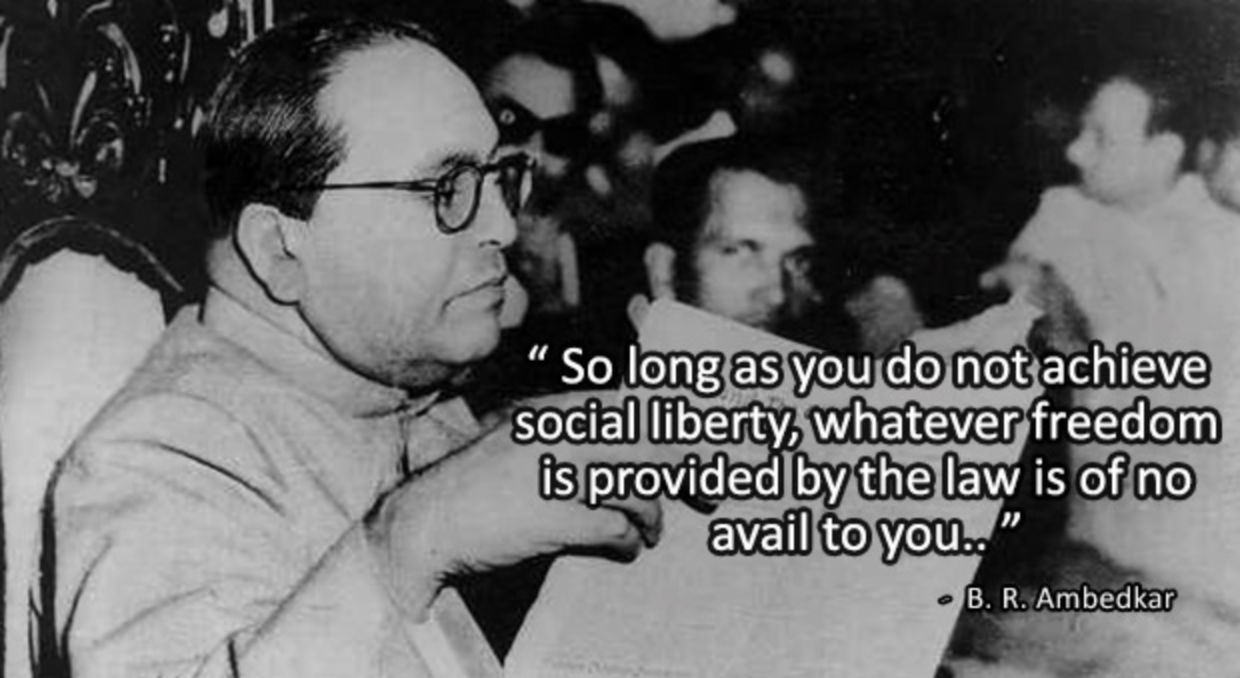 “ So long as you do not achieve
social liberty, whatever freedom
is provided by the law is of no
avail to you.. ”
- B. R. Ambedkar